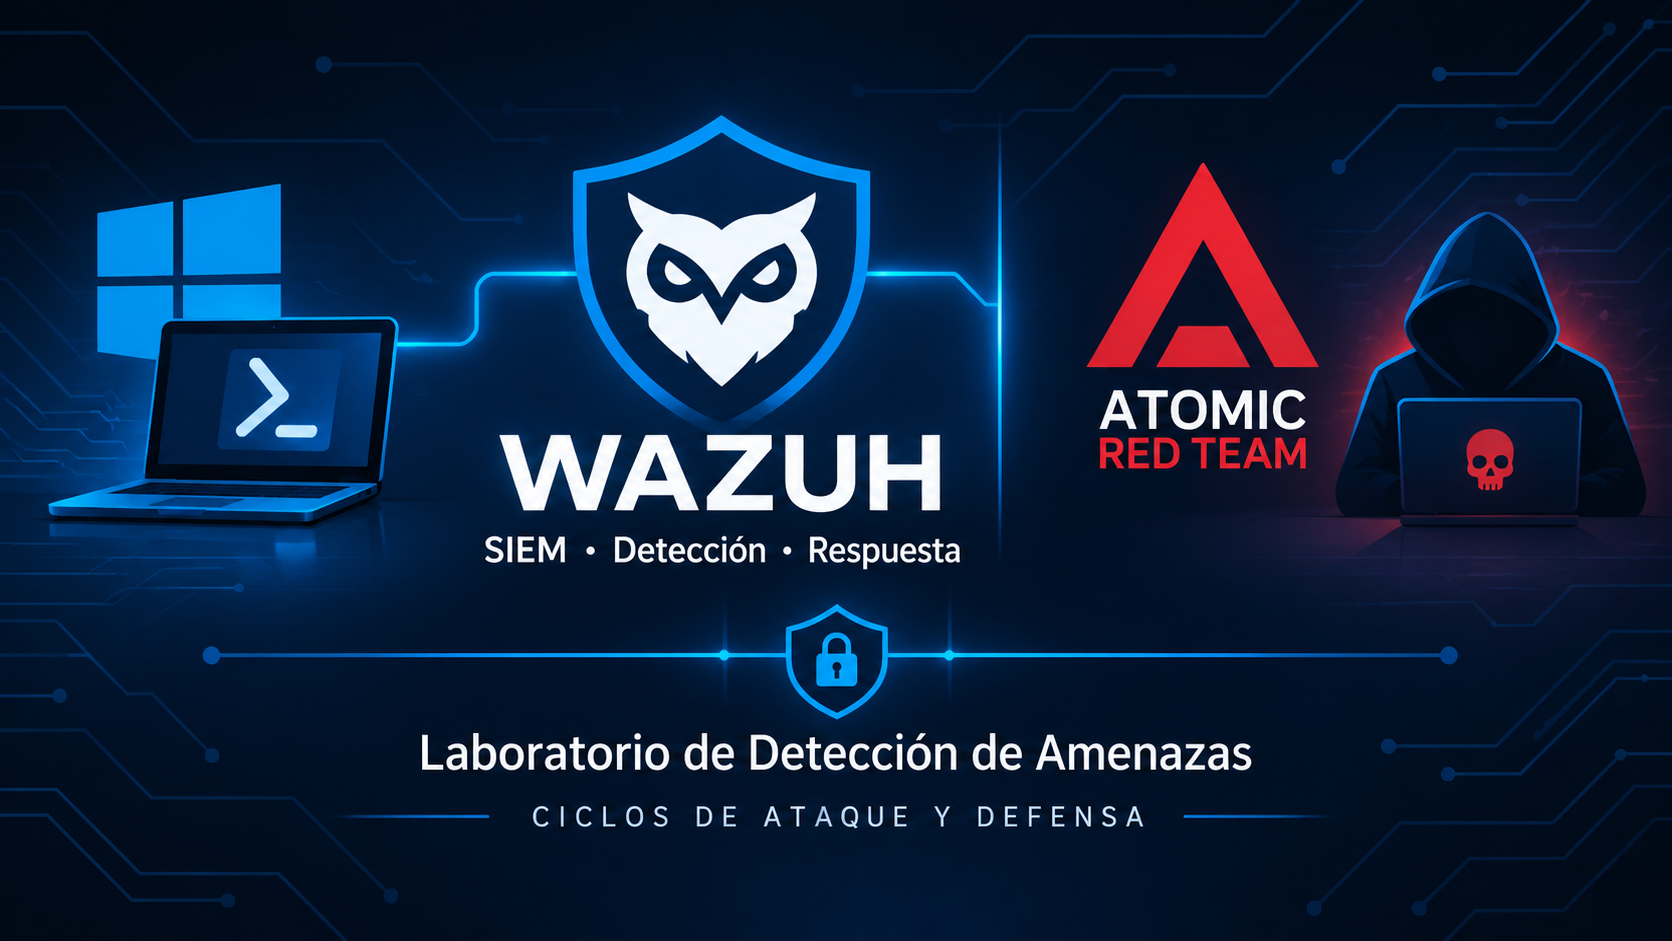 WAZUH
SIEM • Detección • Respuesta
ATOMIC
RED TEAM
Laboratorio de Detección de Amenazas
CICLOS DE ATAQUE Y DEFENSA